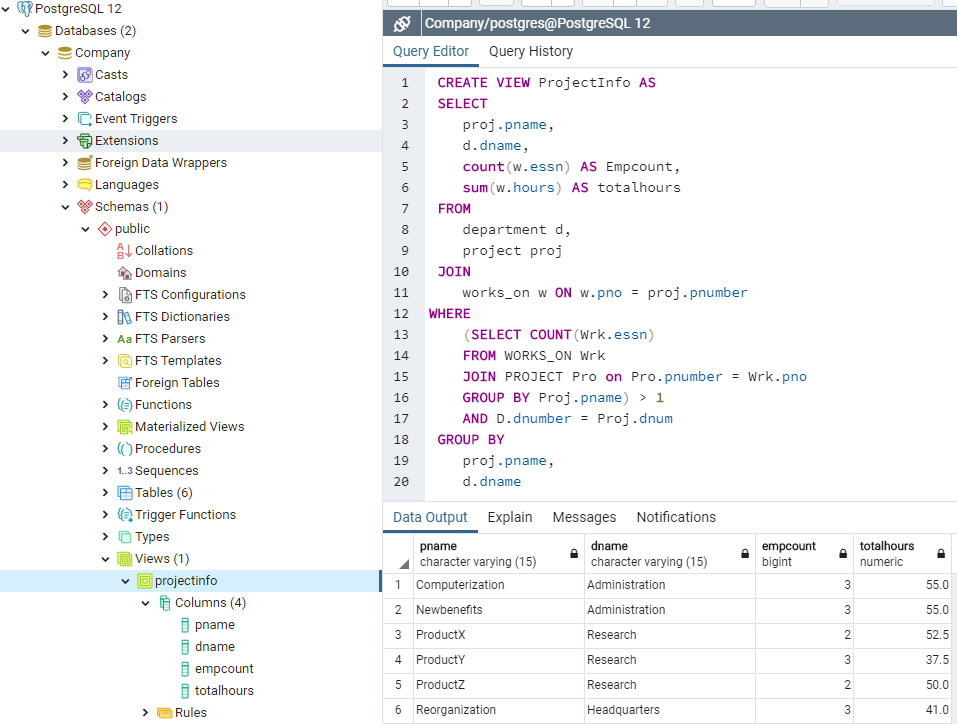 PostgreSQL 12
Databases (2)
Company
Casts
Catalogs
Event Triggers
Extensions
Foreign Data Wrappers
Languages
Schemas (1)
public
Collations
Domains
FTS Configurations
FTS Dictionaries
FTS Parsers
FTS Templates
Foreign Tables
Functions
Materialized Views
Procedures
1..3 Sequences
Tables (6)
Trigger Functions
Types
Views (1)
projectinfo
Columns (4)
pname
dname
empcount
totalhours
Rules
Company/postgres@PostgreSQL 12
Query Editor Query History
1 CREATE VIEW ProjectInfo AS
2 SELECT
3 proj.pname,
4 d.dname,
5 count(w.essn) AS Empcount,
6 sum(w.hours) AS totalhours
7 FROM
8 department d,
9 project proj
10 JOIN
11 works_on w ON w.pno = proj.pnumber
12 WHERE
13 (SELECT COUNT(Wrk.essn)
14 FROM WORKS_ON Wrk
15 JOIN PROJECT Pro on Pro.pnumber = Wrk.pno
16 GROUP BY Proj.pname) > 1
17 AND D.dnumber = Proj.dnum
18 GROUP BY
19 proj.pname,
20 d.dname
Data Output Explain Messages Notifications
pname dname empcount totalhours
character varying (15) character varying (15) bigint numeric
1 Computerization Administration 3 55.0
2 Newbenefits Administration 3 55.0
3 ProductX Research 2 52.5
4 ProductY Research 3 37.5
5 ProductZ Research 2 50.0
6 Reorganization Headquarters 3 41.0